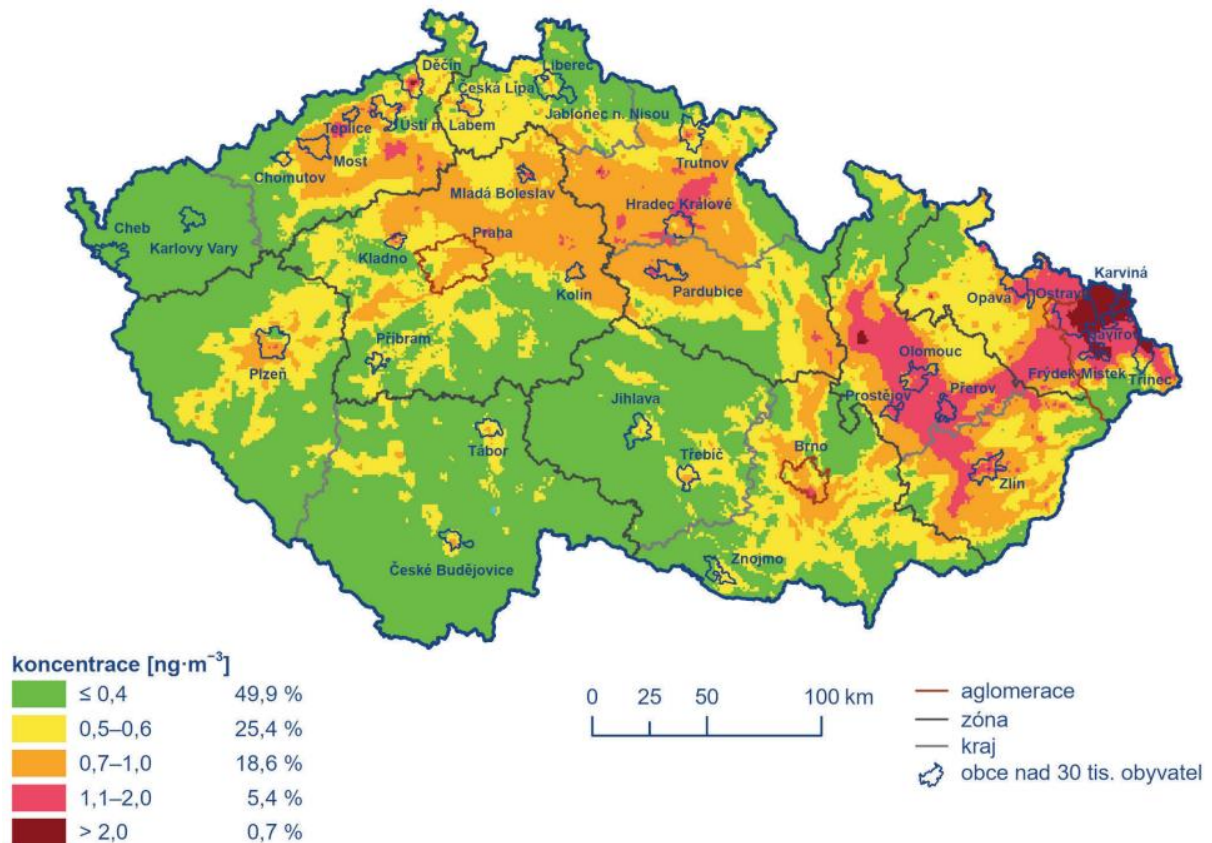 Děčín
Liberec
Česká Lípa
Jablonec n. Nisou
Teplice
Ústí n. Labem
Trutnov
Most
Chomutov
Mladá Boleslav
Hradec Králové
Cheb
Karlovy Vary
Praha
Kladno
Kolín
Pardubice
Karviná
Opava
Ostrava
Havířov
Příbram
Plzeň
Olomouc
Frýdek-Místek
Třinec
Jihlava
Prostějov
Přerov
Tábor
Třebíč
Brno
Zlín
České Budějovice
Znojmo
koncentrace [ng·m⁻³]
≤ 0,4 49,9 %
0,5–0,6 25,4 %
0,7–1,0 18,6 %
1,1–2,0 5,4 %
> 2,0 0,7 %
0 25 50 100 km
aglomerace
zóna
kraj
obce nad 30 tis. obyvatel